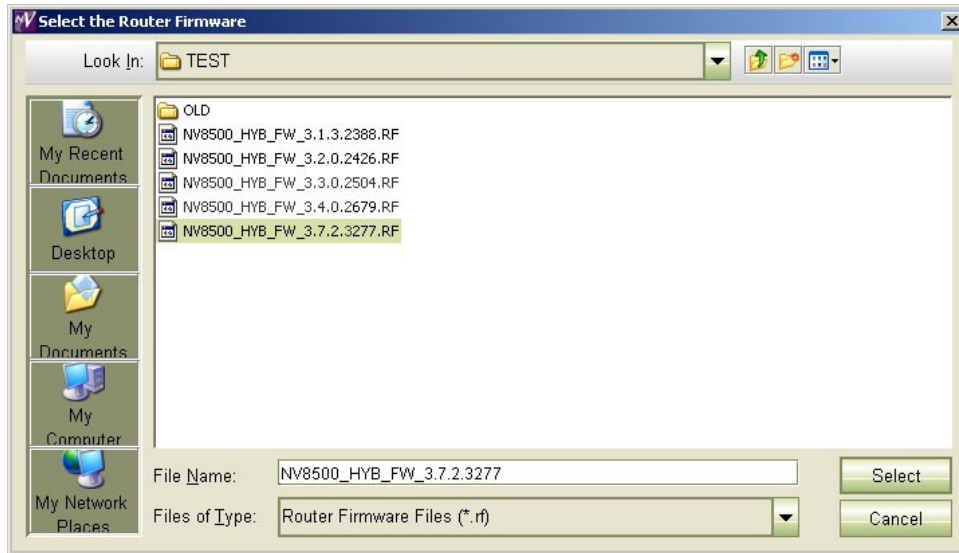 Select the Router Firmware
Look In:
TEST
My Recent
Documents
Desktop
My
Documents
My
Computer
My Network
Places
OLD
NV8500_HYB_FW_3.1.3.2388.RF
NV8500_HYB_FW_3.2.0.2426.RF
NV8500_HYB_FW_3.3.0.2504.RF
NV8500_HYB_FW_3.4.0.2679.RF
NV8500_HYB_FW_3.7.2.3277.RF
File Name:
NV8500_HYB_FW_3.7.2.3277
Select
Files of Type:
Router Firmware Files (*.rf)
Cancel